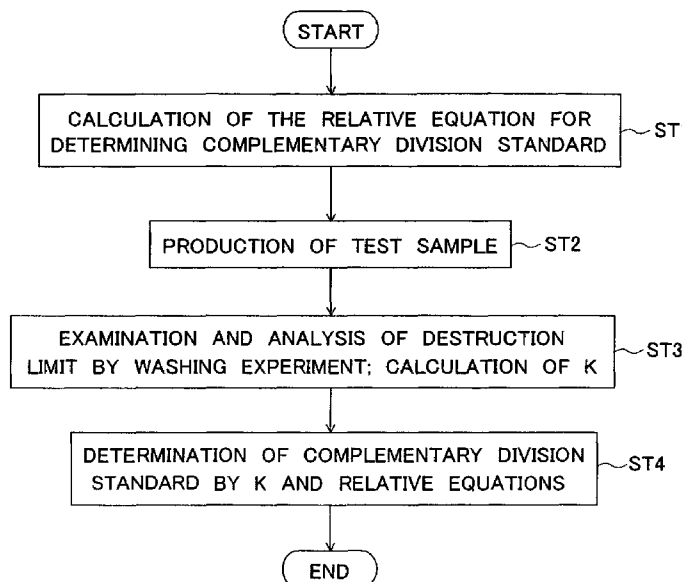 START
CALCULATION OF THE RELATIVE EQUATION FOR
DETERMINING COMPLEMENTARY DIVISION STANDARD
ST
PRODUCTION OF TEST SAMPLE
ST2
EXAMINATION AND ANALYSIS OF DESTRUCTION
LIMIT BY WASHING EXPERIMENT; CALCULATION OF K
ST3
DETERMINATION OF COMPLEMENTARY DIVISION
STANDARD BY K AND RELATIVE EQUATIONS
ST4
END